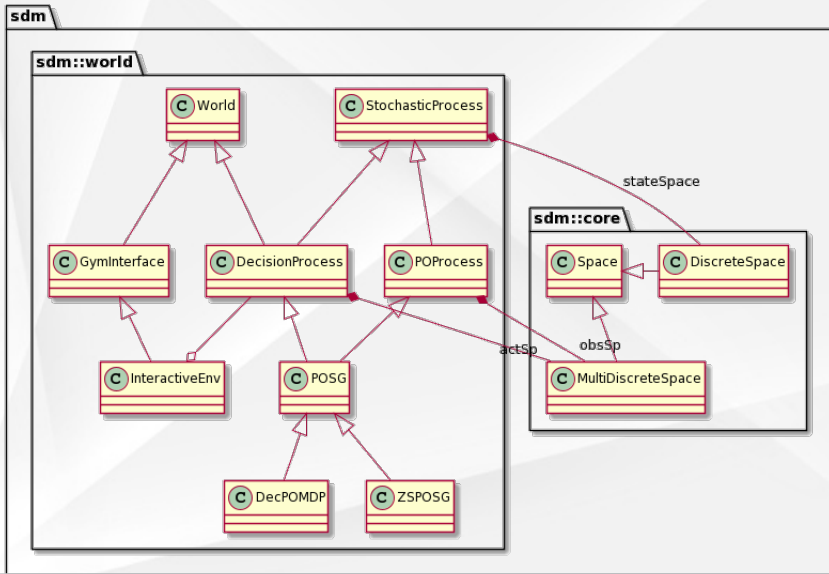 sdm
sdm::world
C World
C StochasticProcess
stateSpace
sdm::core
C GymInterface
C DecisionProcess
C POProcess
C Space
C DiscreteSpace
actSp
obsSp
C InteractiveEnv
C POSG
C MultiDiscreteSpace
C DecPOMDP
C ZSPOSG